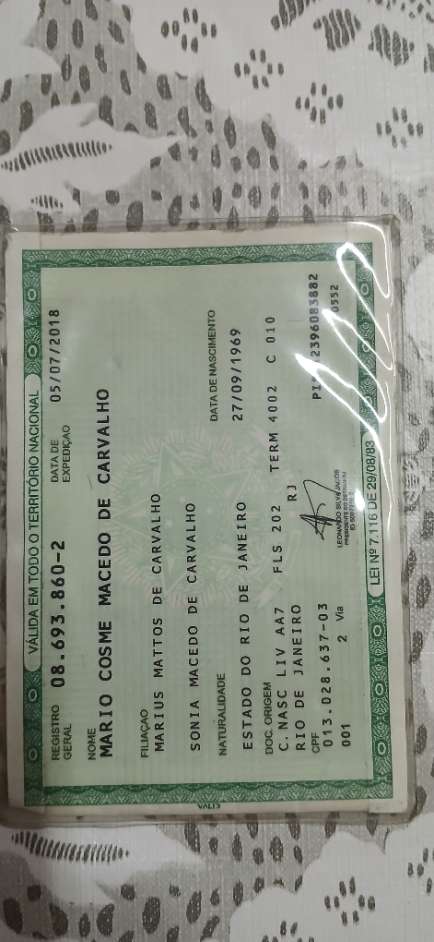 VÁLIDA EM TODO O TERRITÓRIO NACIONAL
REGISTRO GERAL 08.693.860-2 DATA DE EXPEDIÇÃO 05/07/2018
NOME
MARIO COSME MACEDO DE CARVALHO
FILIAÇÃO
MARIUS MATTOS DE CARVALHO
SONIA MACEDO DE CARVALHO
NATURALIDADE DATA DE NASCIMENTO
ESTADO DO RIO DE JANEIRO 27/09/1969
DOC. ORIGEM
C. NASC LIV AA7 FLS 202 TERM 4002 C 010
RIO DE JANEIRO RJ
CPF
013.028.637-03 2396083882
001 2 Via 0552
LEONARDO SILVA JACOB
LEI Nº 7.116 DE 29/08/83